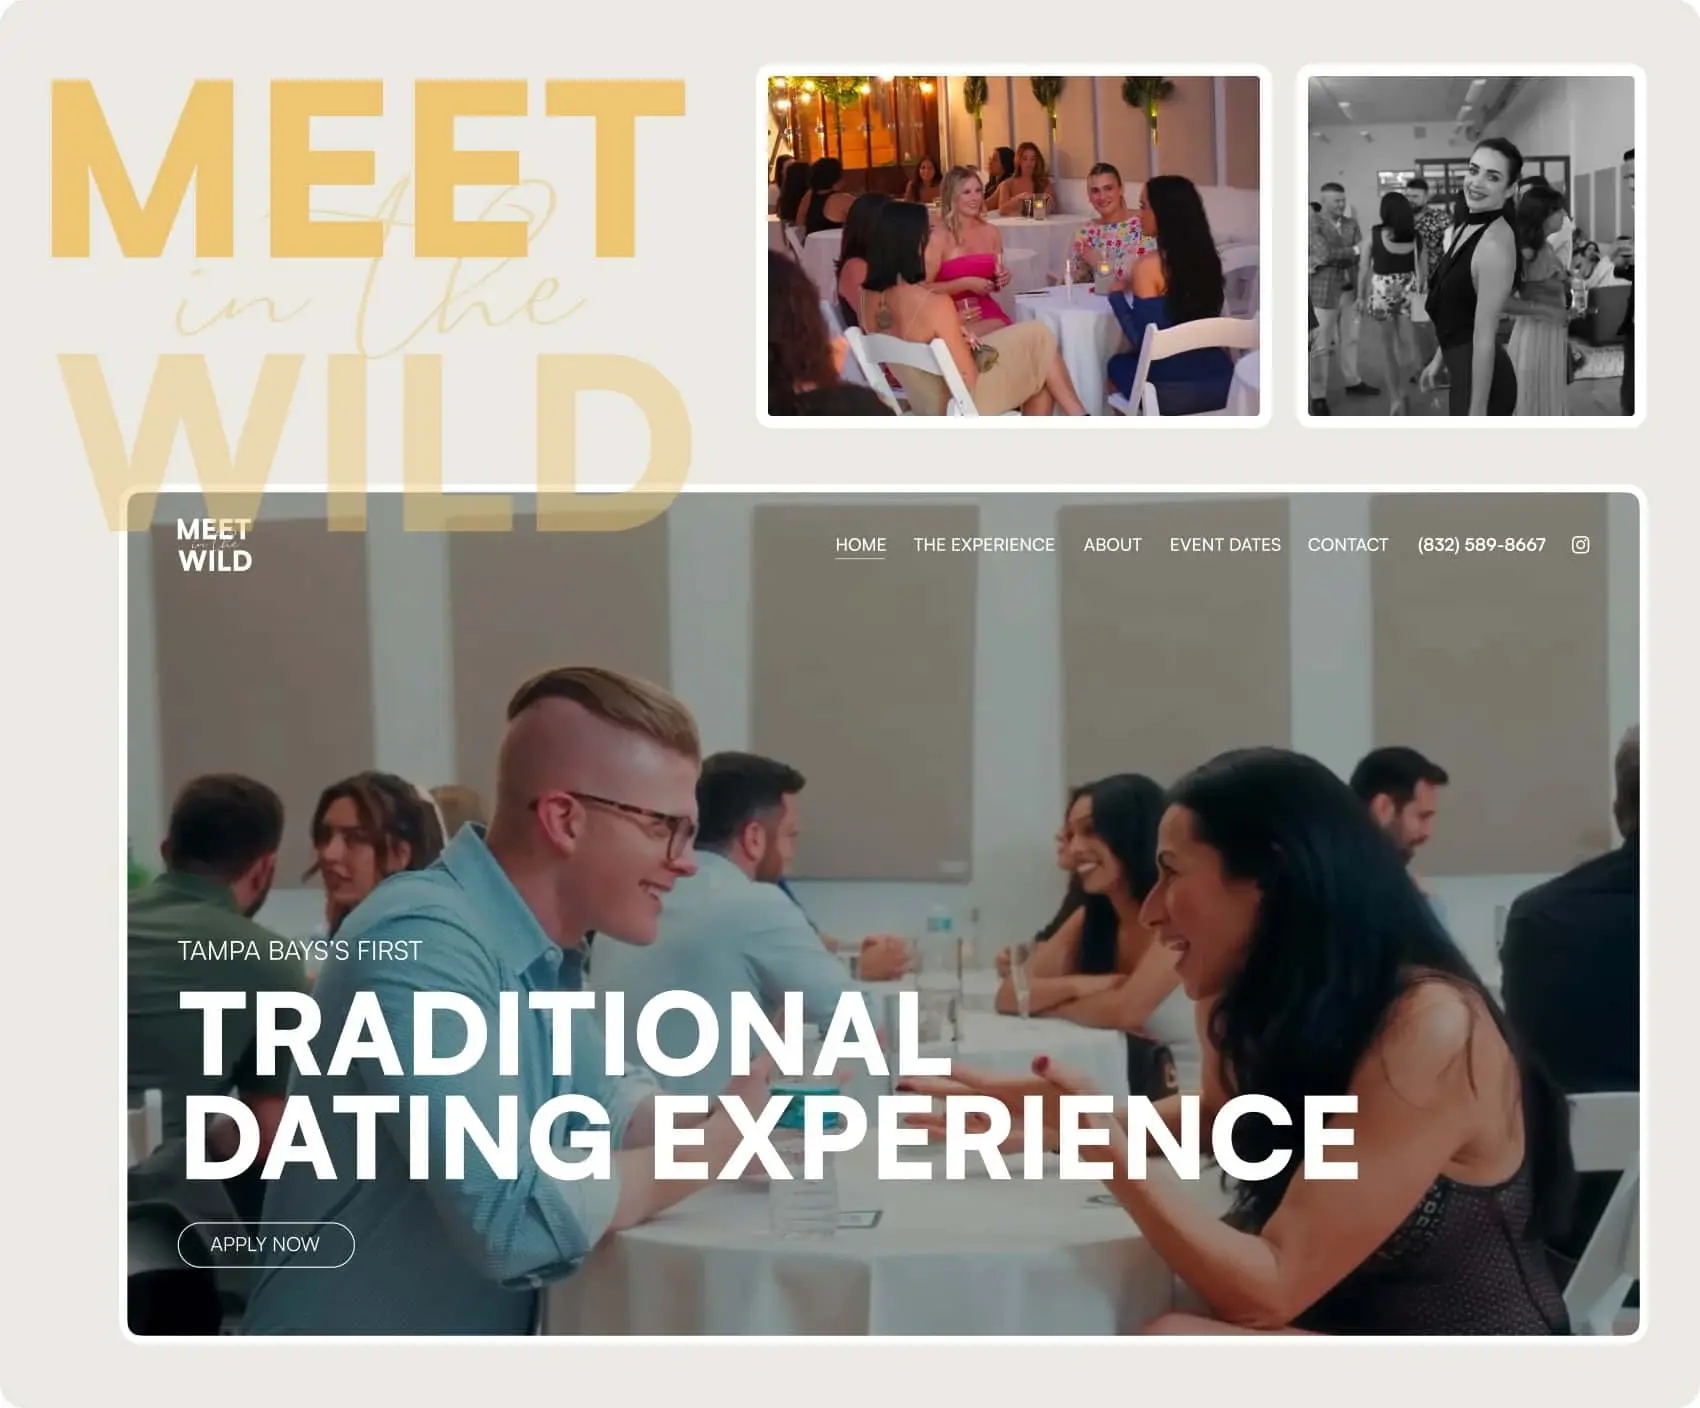 MEET
in the
WILD
MEET
in the
WILD
HOME THE EXPERIENCE ABOUT EVENT DATES CONTACT (832) 589-8667
TAMPA BAYS'S FIRST
TRADITIONAL
DATING EXPERIENCE
APPLY NOW